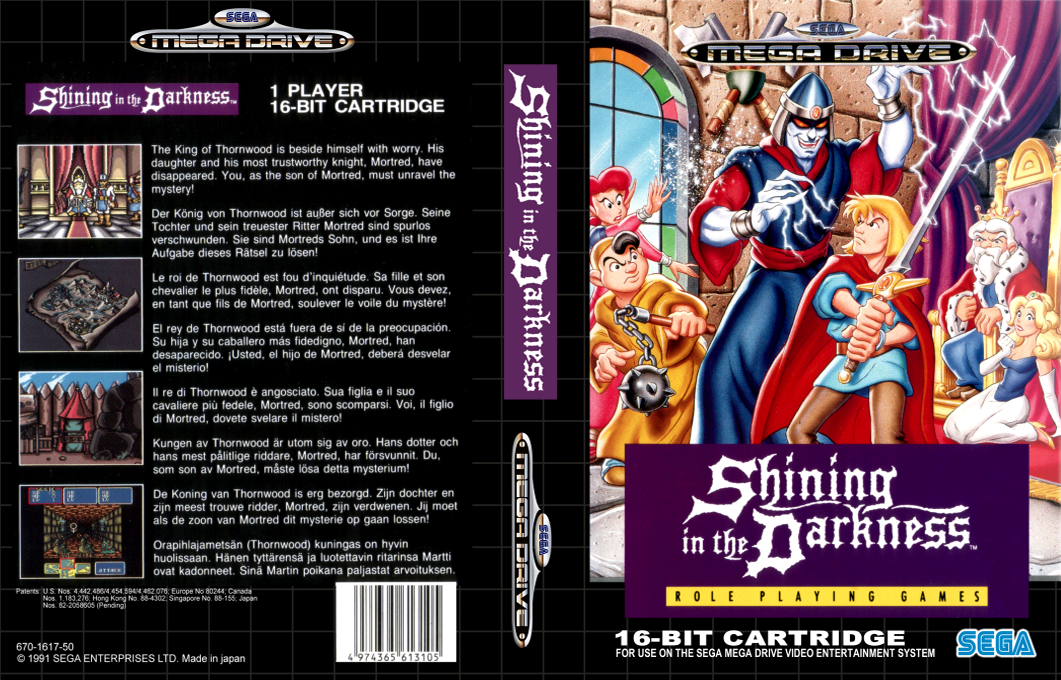 SEGA
MEGA DRIVE
Shining in the Darkness™
1 PLAYER
16-BIT CARTRIDGE
The King of Thornwood is beside himself with worry. His
daughter and his most trustworthy knight, Mortred, have
disappeared. You, as the son of Mortred, must unravel the
mystery!
Der König von Thornwood ist außer sich vor Sorge. Seine
Tochter und sein treuester Ritter Mortred sind spurlos
verschwunden. Sie sind Mortreds Sohn, und es ist Ihre
Aufgabe dieses Rätsel zu lösen!
Le roi de Thornwood est fou d'inquiétude. Sa fille et son
chevalier le plus fidèle, Mortred, ont disparu. Vous devez,
en tant que fils de Mortred, soulever le voile du mystère!
El rey de Thornwood está fuera de sí de la preocupación.
Su hija y su caballero más fidedigno, Mortred, han
desaparecido. ¡Usted, el hijo de Mortred, deberá desvelar
el misterio!
Il re di Thornwood è angosciato. Sua figlia e il suo
cavaliere più fedele, Mortred, sono scomparsi. Voi, il figlio
di Mortred, dovete svelare il mistero!
Kungen av Thornwood är utom sig av oro. Hans dotter och
hans mest pålitlige riddare, Mortred, har försvunnit. Du,
som son av Mortred, måste lösa detta mysterium!
De Koning van Thornwood is erg bezorgd. Zijn dochter en
zijn meest trouwe ridder, Mortred, zijn verdwenen. Jij moet
als de zoon van Mortred dit mysterie op gaan lossen!
Orapihlajametsän (Thornwood) kuningas on hyvin
huolissaan. Hänen tyttärensä ja luotettavin ritarinsa Martti
ovat kadonneet. Sinä Martin poikana paljastat arvoituksen.
ATTACK
Patents: U.S. Nos. 4,442,486/4,454,594/4,462,076; Europe No 80244; Canada
Nos. 1,183,276; Hong Kong No. 88-4302; Singapore No. 88-155; Japan
Nos. 82-2058605 (Pending)
670-1617-50
© 1991 SEGA ENTERPRISES LTD. Made in japan
4 974365 613105
Shining in the Darkness
SEGA
MEGA DRIVE
SEGA
MEGA DRIVE
Shining
in the Darkness™
ROLE PLAYING GAMES
16-BIT CARTRIDGE
FOR USE ON THE SEGA MEGA DRIVE VIDEO ENTERTAINMENT SYSTEM
SEGA